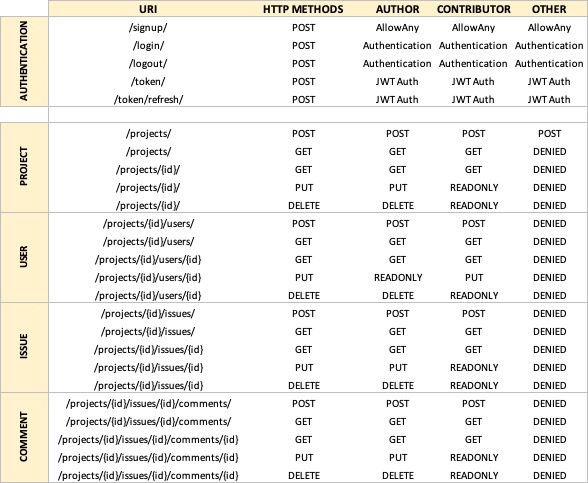 URI HTTP METHODS AUTHOR CONTRIBUTOR OTHER
AUTHENTICATION
/signup/ POST AllowAny AllowAny AllowAny
/login/ POST Authentication Authentication Authentication
/logout/ POST Authentication Authentication Authentication
/token/ POST JWT Auth JWT Auth JWT Auth
/token/refresh/ POST JWT Auth JWT Auth JWT Auth
PROJECT
/projects/ POST POST POST POST
/projects/ GET GET GET DENIED
/projects/{id}/ GET GET GET DENIED
/projects/{id}/ PUT PUT READONLY DENIED
/projects/{id}/ DELETE DELETE READONLY DENIED
USER
/projects/{id}/users/ POST POST POST DENIED
/projects/{id}/users/ GET GET GET DENIED
/projects/{id}/users/{id} GET GET GET DENIED
/projects/{id}/users/{id} PUT READONLY PUT DENIED
/projects/{id}/users/{id} DELETE DELETE READONLY DENIED
ISSUE
/projects/{id}/issues/ POST POST POST DENIED
/projects/{id}/issues/ GET GET GET DENIED
/projects/{id}/issues/{id} GET GET GET DENIED
/projects/{id}/issues/{id} PUT PUT READONLY DENIED
/projects/{id}/issues/{id} DELETE DELETE READONLY DENIED
COMMENT
/projects/{id}/issues/{id}/comments/ POST POST POST DENIED
/projects/{id}/issues/{id}/comments/ GET GET GET DENIED
/projects/{id}/issues/{id}/comments/{id} GET GET GET DENIED
/projects/{id}/issues/{id}/comments/{id} PUT PUT READONLY DENIED
/projects/{id}/issues/{id}/comments/{id} DELETE DELETE READONLY DENIED